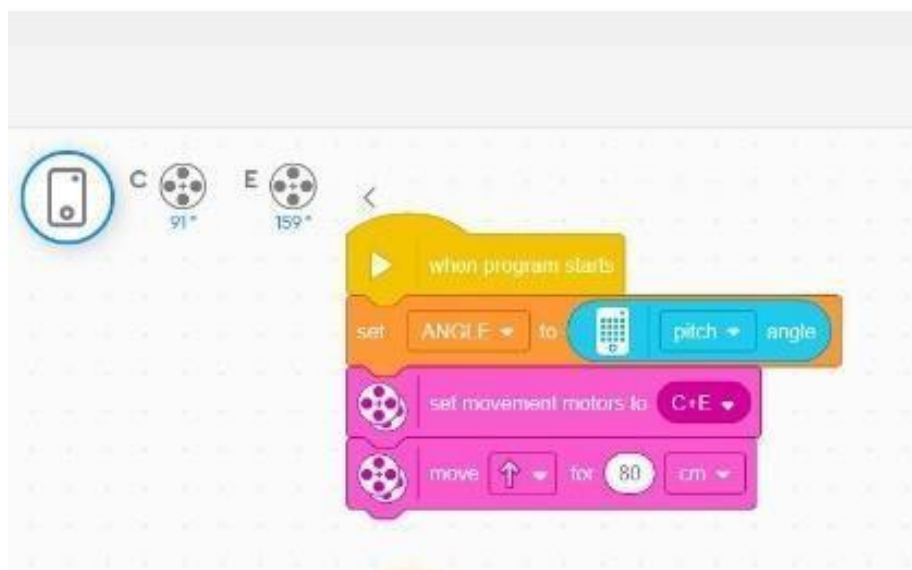 C E
91° 159°
when program starts
set ANGLE to pitch angle
set movement motors to C+E
move for 80 cm